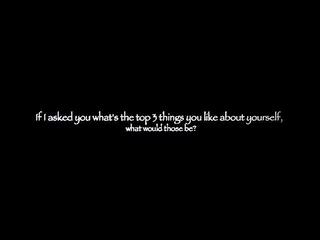 If I asked you what's the top 3 things you like about yourself,
what would those be?